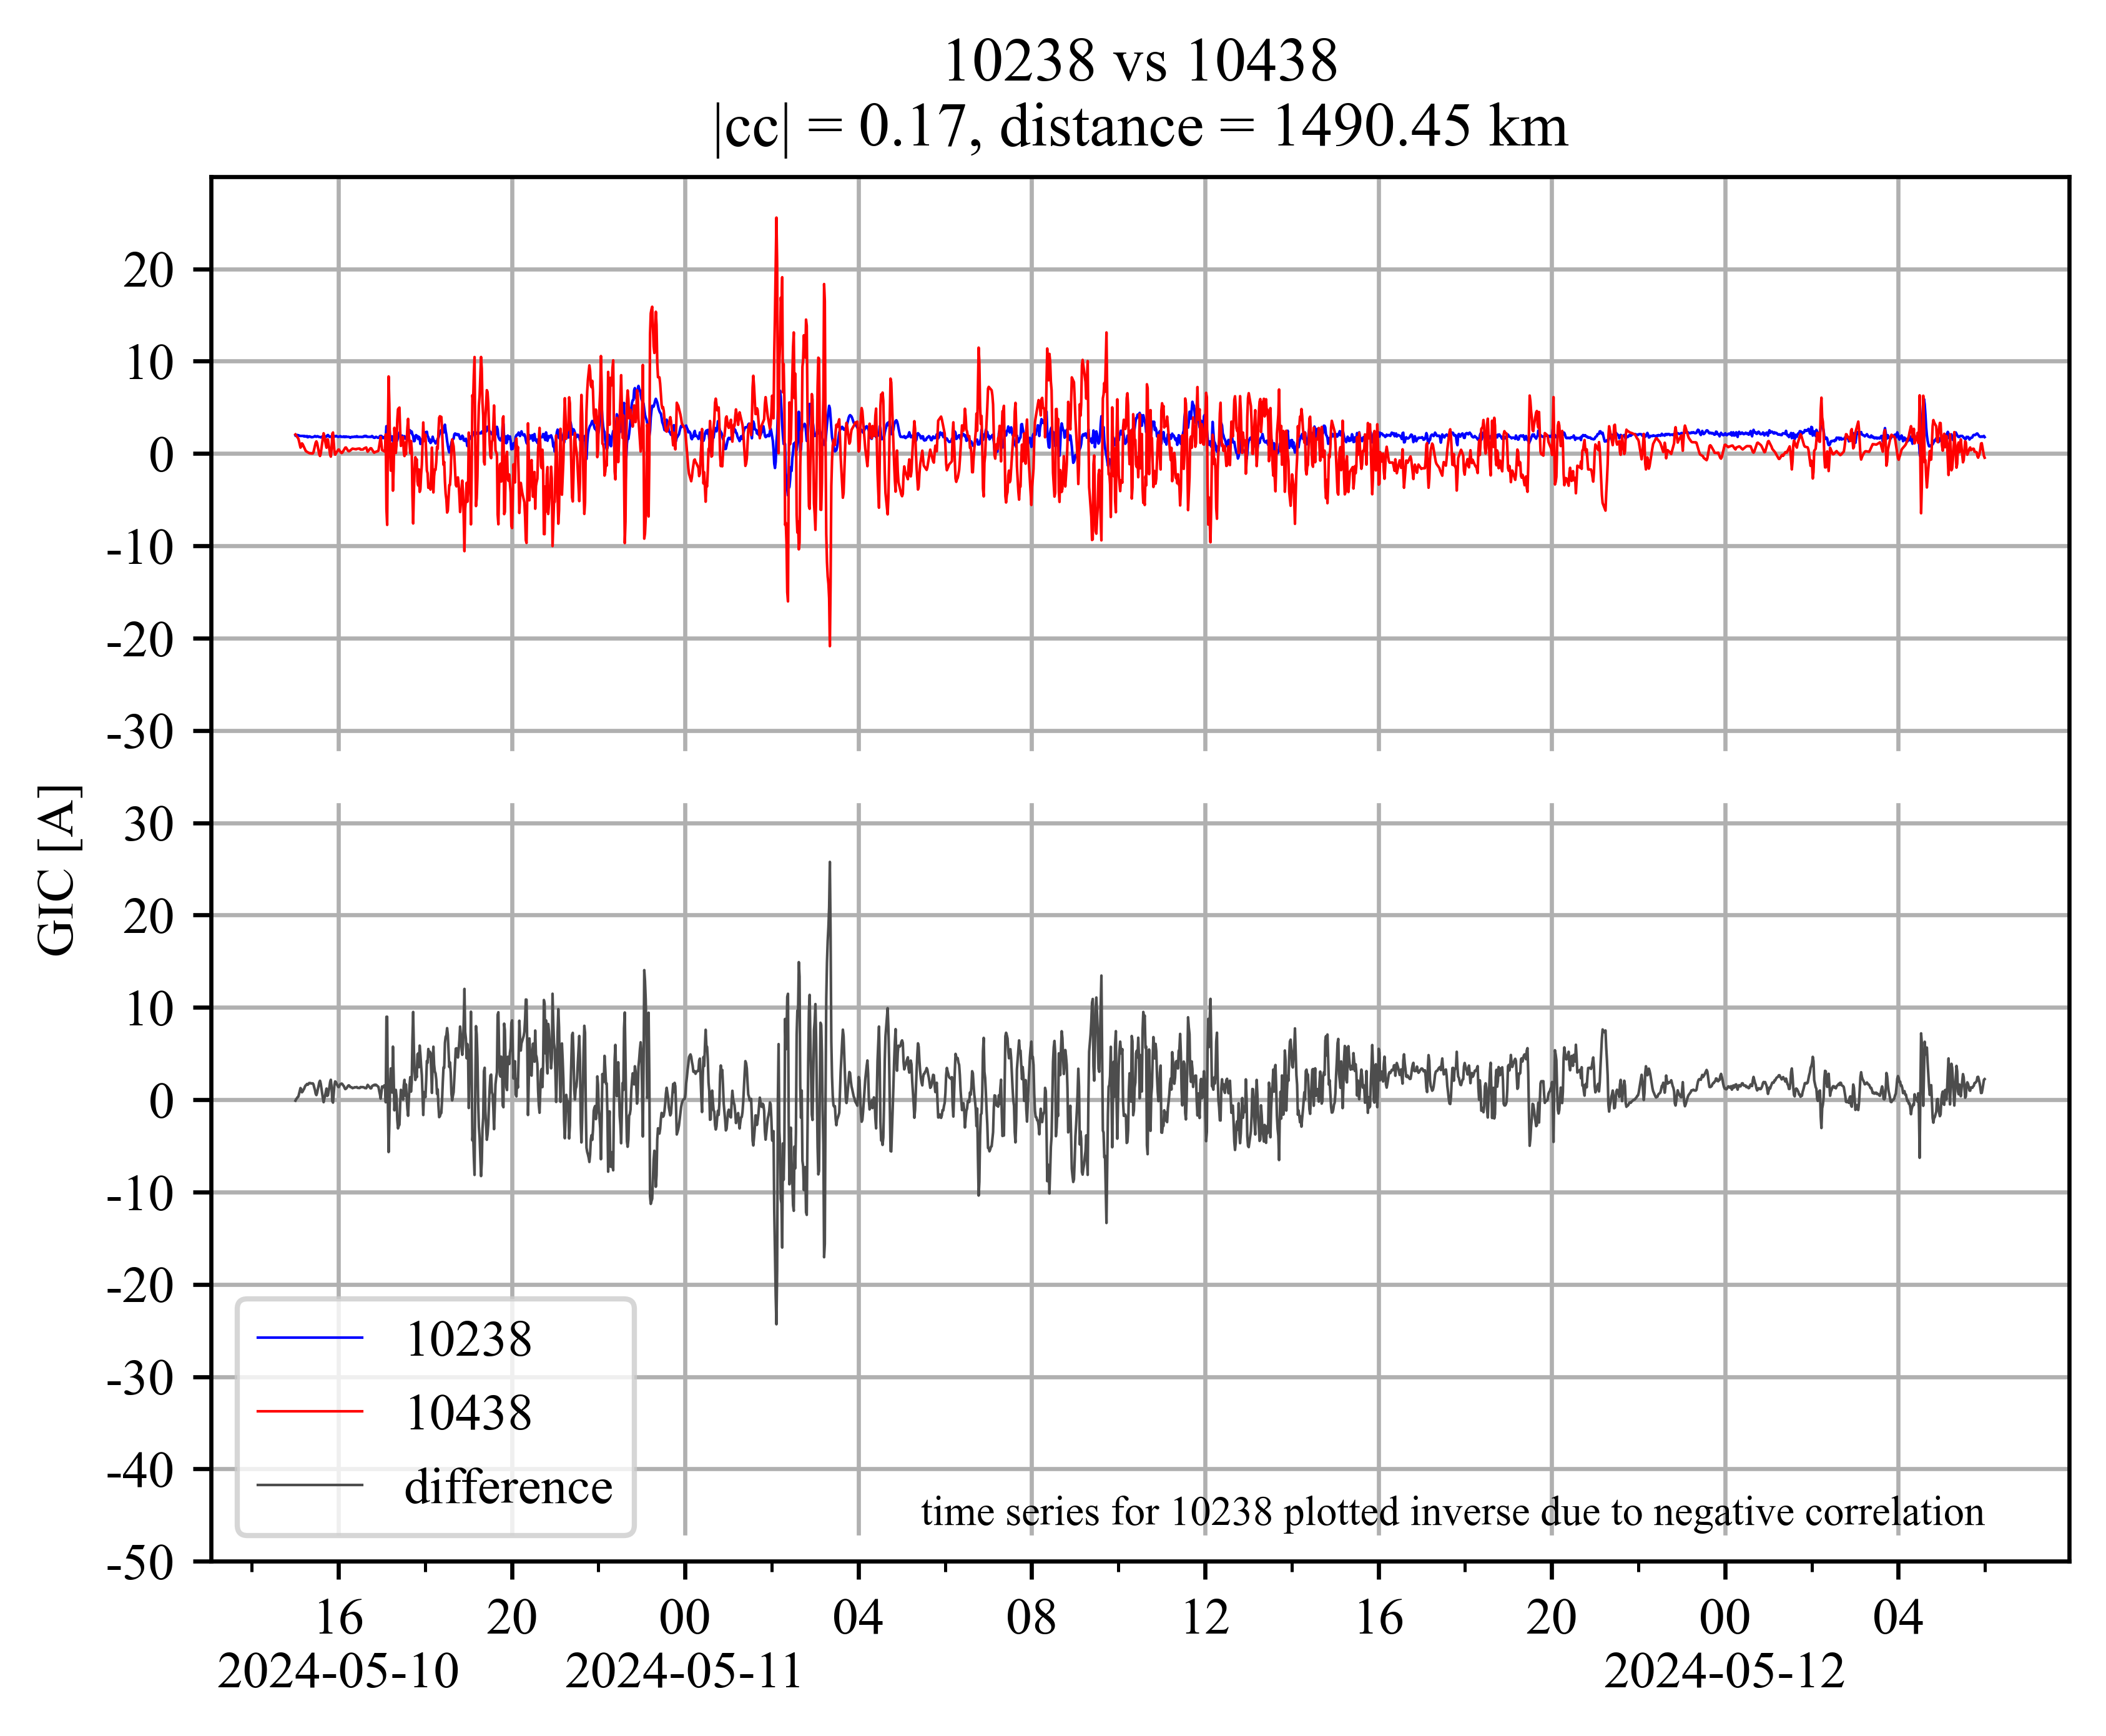 10238 vs 10438
|cc| = 0.17, distance = 1490.45 km
20
10
0
-10
-20
-30
GIC [A]
30
20
10
0
-10
-20
-30
-40
-50
10238
10438
difference
time series for 10238 plotted inverse due to negative correlation
16 20 00 04 08 12 16 20 00 04
2024-05-10 2024-05-11 2024-05-12